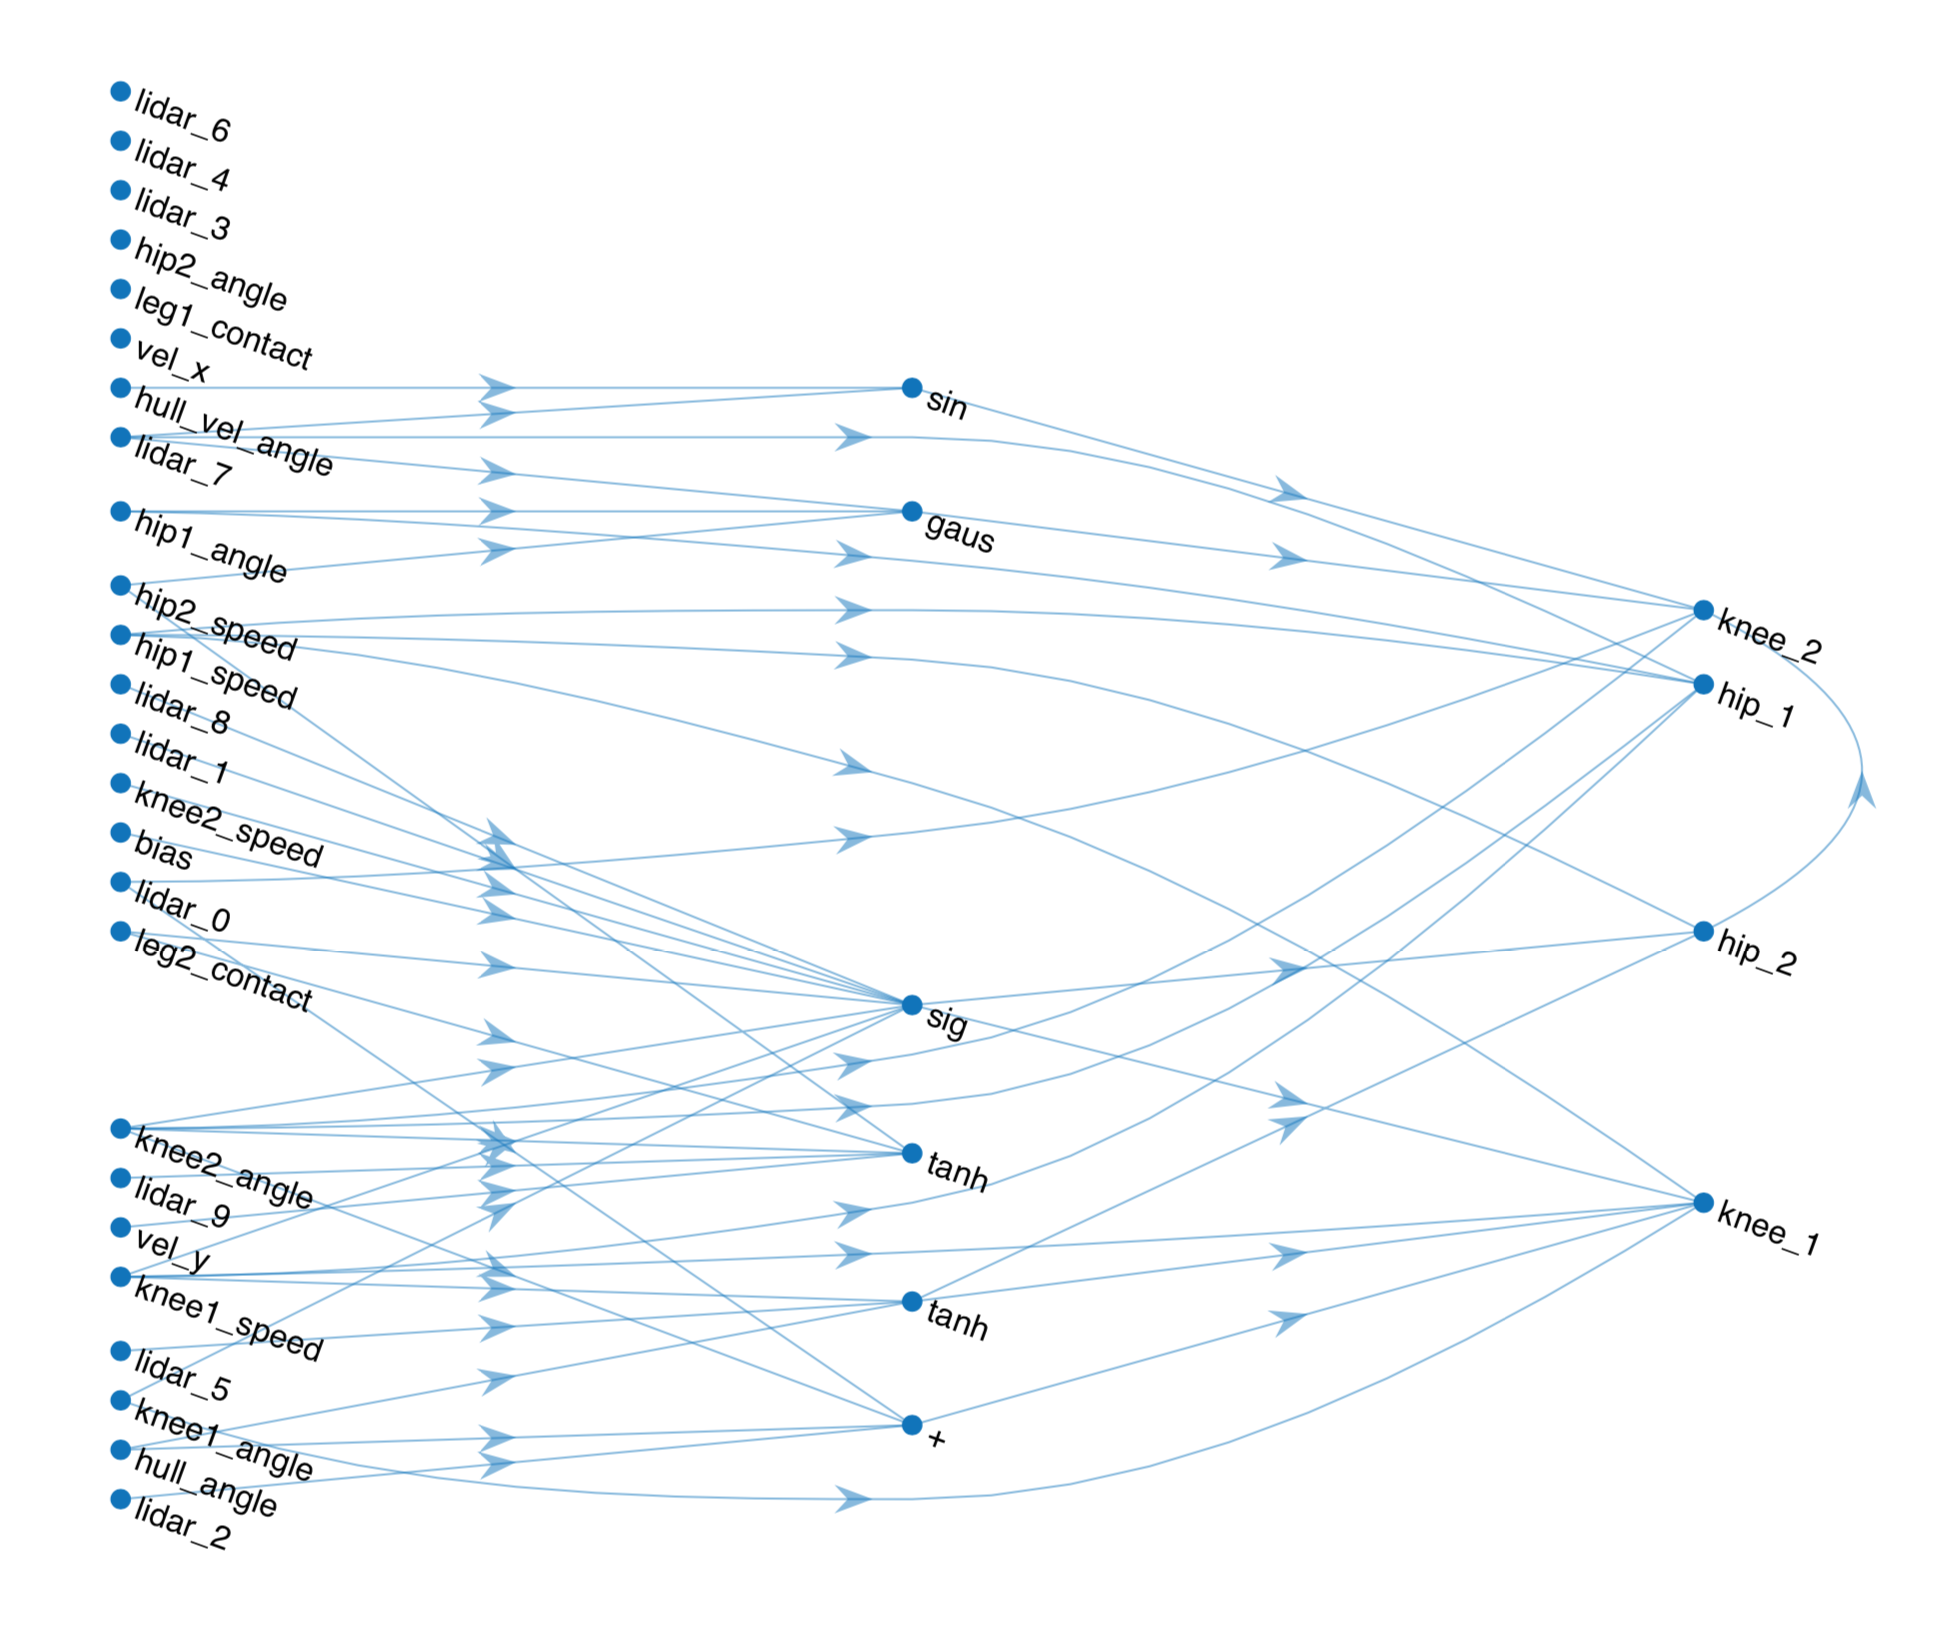 lidar_6
lidar_4
lidar_3
hip2_angle
leg1_contact
vel_x
hull_vel_angle
lidar_7
hip1_angle
hip2_speed
hip1_speed
lidar_8
lidar_1
knee2_speed
bias
lidar_0
leg2_contact
knee2_angle
lidar_9
vel_y
knee1_speed
lidar_5
knee1_angle
hull_angle
lidar_2
sin
gaus
sig
tanh
tanh
+
knee_2
hip_1
hip_2
knee_1